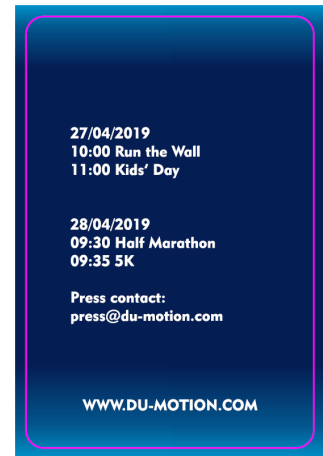 27/04/2019
10:00 Run the Wall
11:00 Kids’ Day
28/04/2019
09:30 Half Marathon
09:35 5K
Press contact:
press@du-motion.com
WWW.DU-MOTION.COM